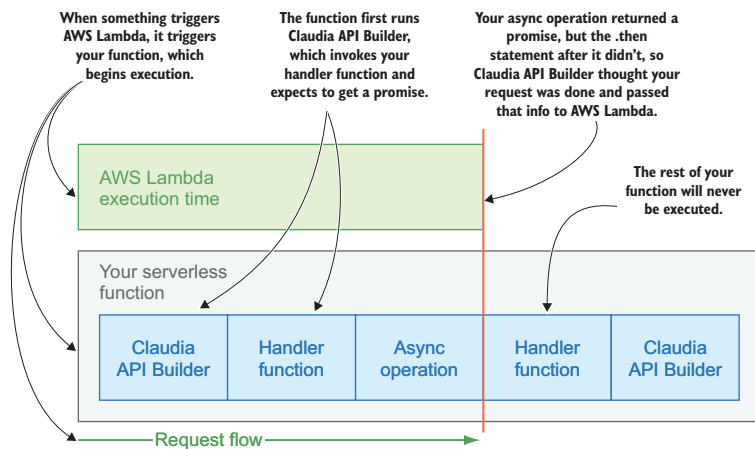 When something triggers
AWS Lambda, it triggers
your function, which
begins execution.
The function first runs
Claudia API Builder,
which invokes your
handler function and
expects to get a promise.
Your async operation returned a
promise, but the .then
statement after it didn’t, so
Claudia API Builder thought your
request was done and passed
that info to AWS Lambda.
The rest of your
function will never
be executed.
AWS Lambda
execution time
Your serverless
function
Claudia
API Builder
Handler
function
Async
operation
Handler
function
Claudia
API Builder
Request flow